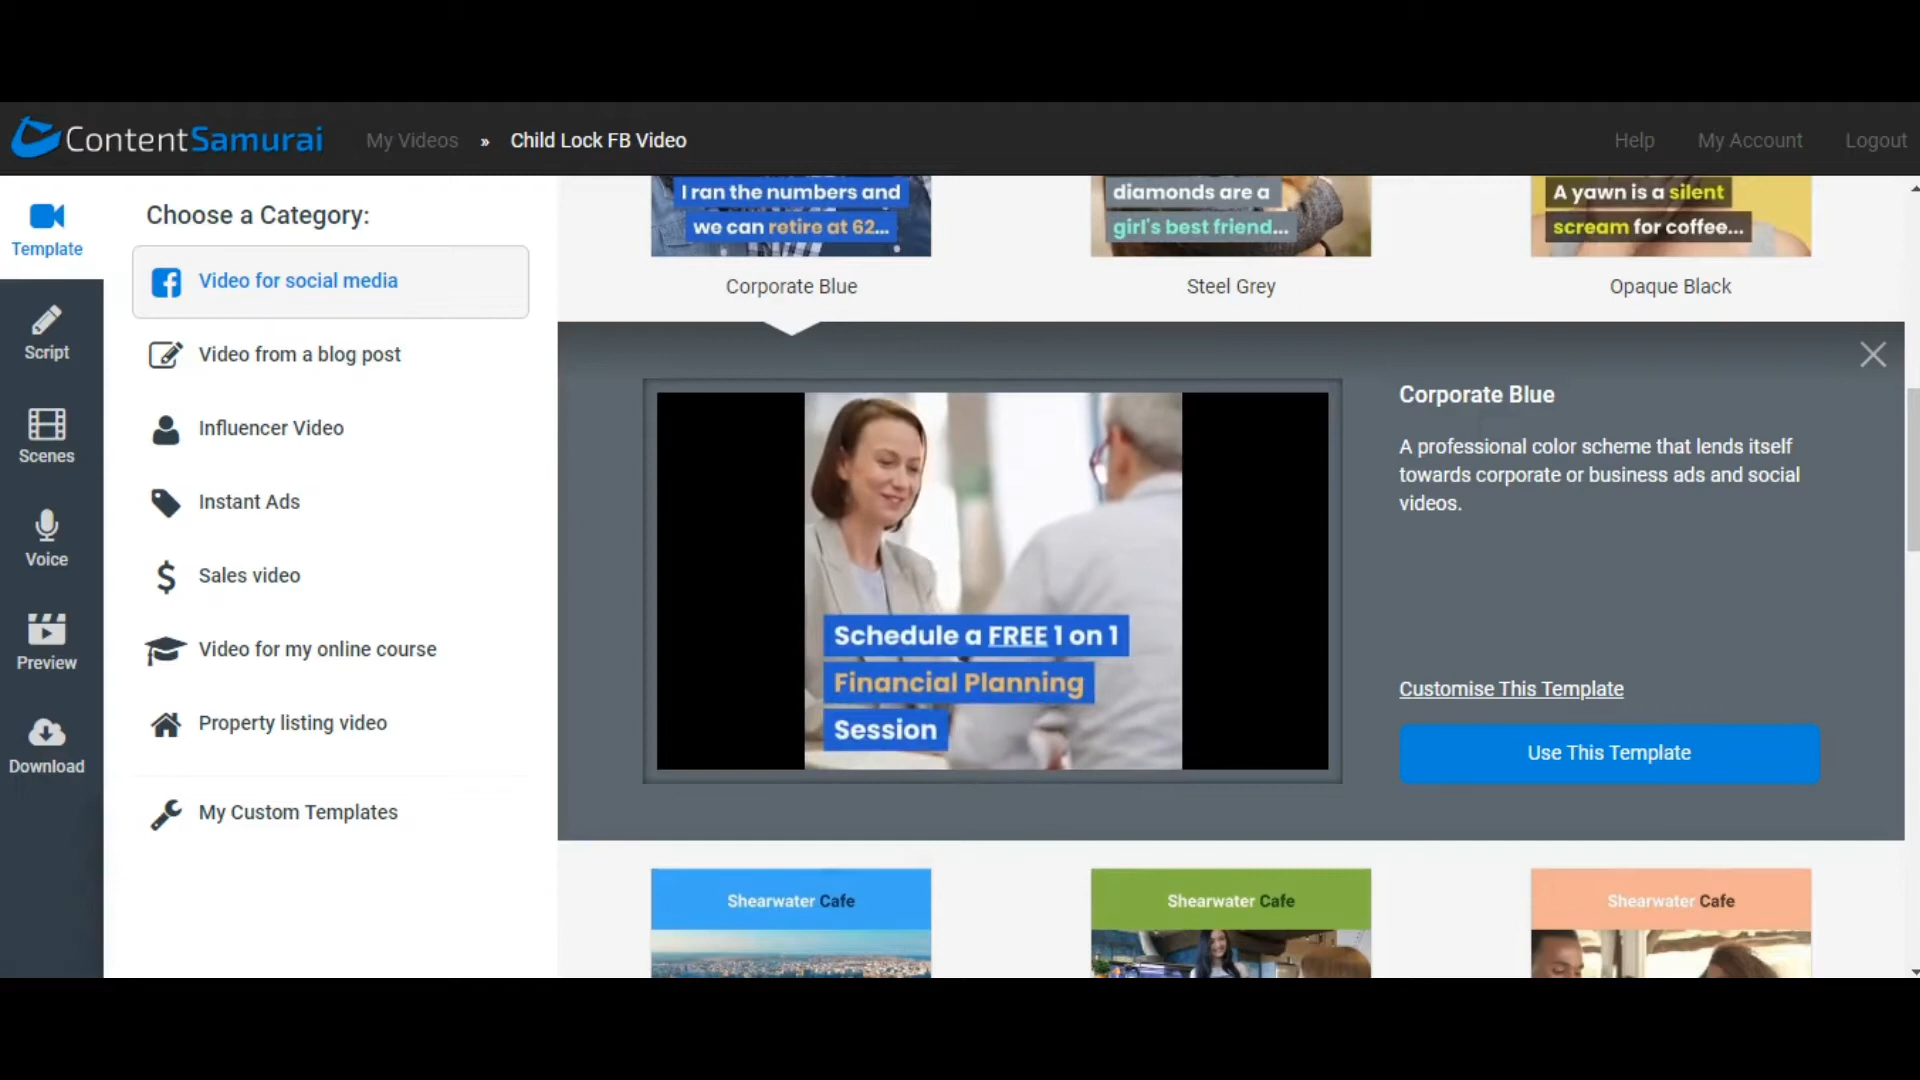 ContentSamurai
My Videos » Child Lock FB Video
Help
My Account
Logout
Template
Script
Scenes
Voice
Preview
Download
Choose a Category:
Video for social media
Video from a blog post
Influencer Video
Instant Ads
Sales video
Video for my online course
Property listing video
My Custom Templates
I ran the numbers and
we can retire at 62...
Corporate Blue
diamonds are a
girl's best friend...
Steel Grey
A yawn is a silent
scream for coffee...
Opaque Black
Schedule a FREE 1 on 1
Financial Planning
Session
Corporate Blue
A professional color scheme that lends itself
towards corporate or business ads and social
videos.
Customise This Template
Use This Template
Shearwater Cafe
Shearwater Cafe
Shearwater Cafe